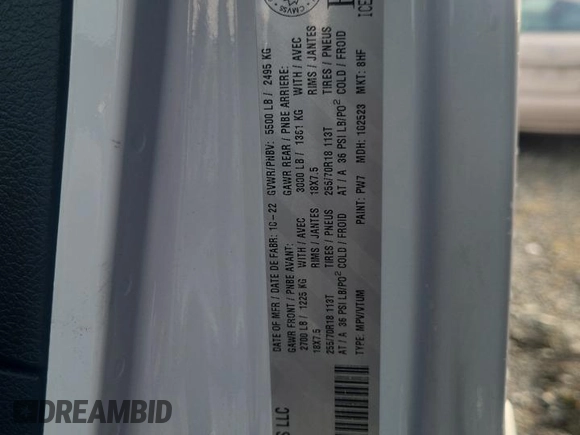 CMVSS
ICE
S LLC
DATE OF MFR / DATE DE FABR: 10-22 GVWR/PNBV: 5500 LB / 2495 KG
GAWR FRONT / PNBE AVANT: GAWR REAR / PNBE ARRIERE:
2700 LB / 1225 KG WITH / AVEC 3000 LB / 1361 KG WITH / AVEC
18X7.5 RIMS / JANTES 18X7.5 RIMS / JANTES
255/70R18 113T TIRES / PNEUS 255/70R18 113T TIRES / PNEUS
AT / A 36 PSI LB/PO² COLD / FROID AT / A 36 PSI LB/PO² COLD / FROID
TYPE: MPV/VTUM PAINT: PW7 MDH: 102523 MKT: 8HF
DREAMBID